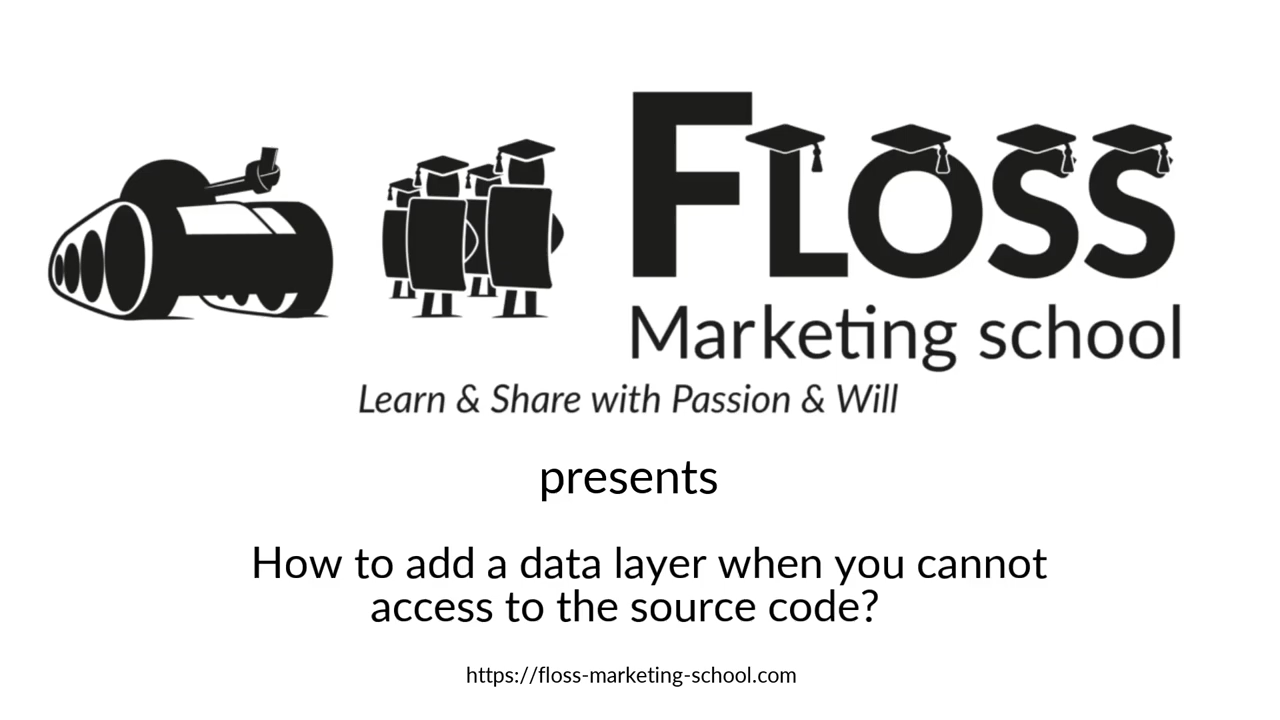 FLOSS
Marketing school
Learn & Share with Passion & Will
presents
How to add a data layer when you cannot
access to the source code?
https://floss-marketing-school.com